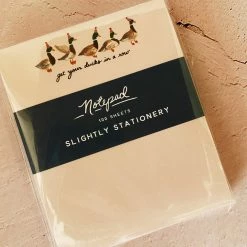 get your ducks in a row
Notepad
100 SHEETS
SLIGHTLY STATIONERY